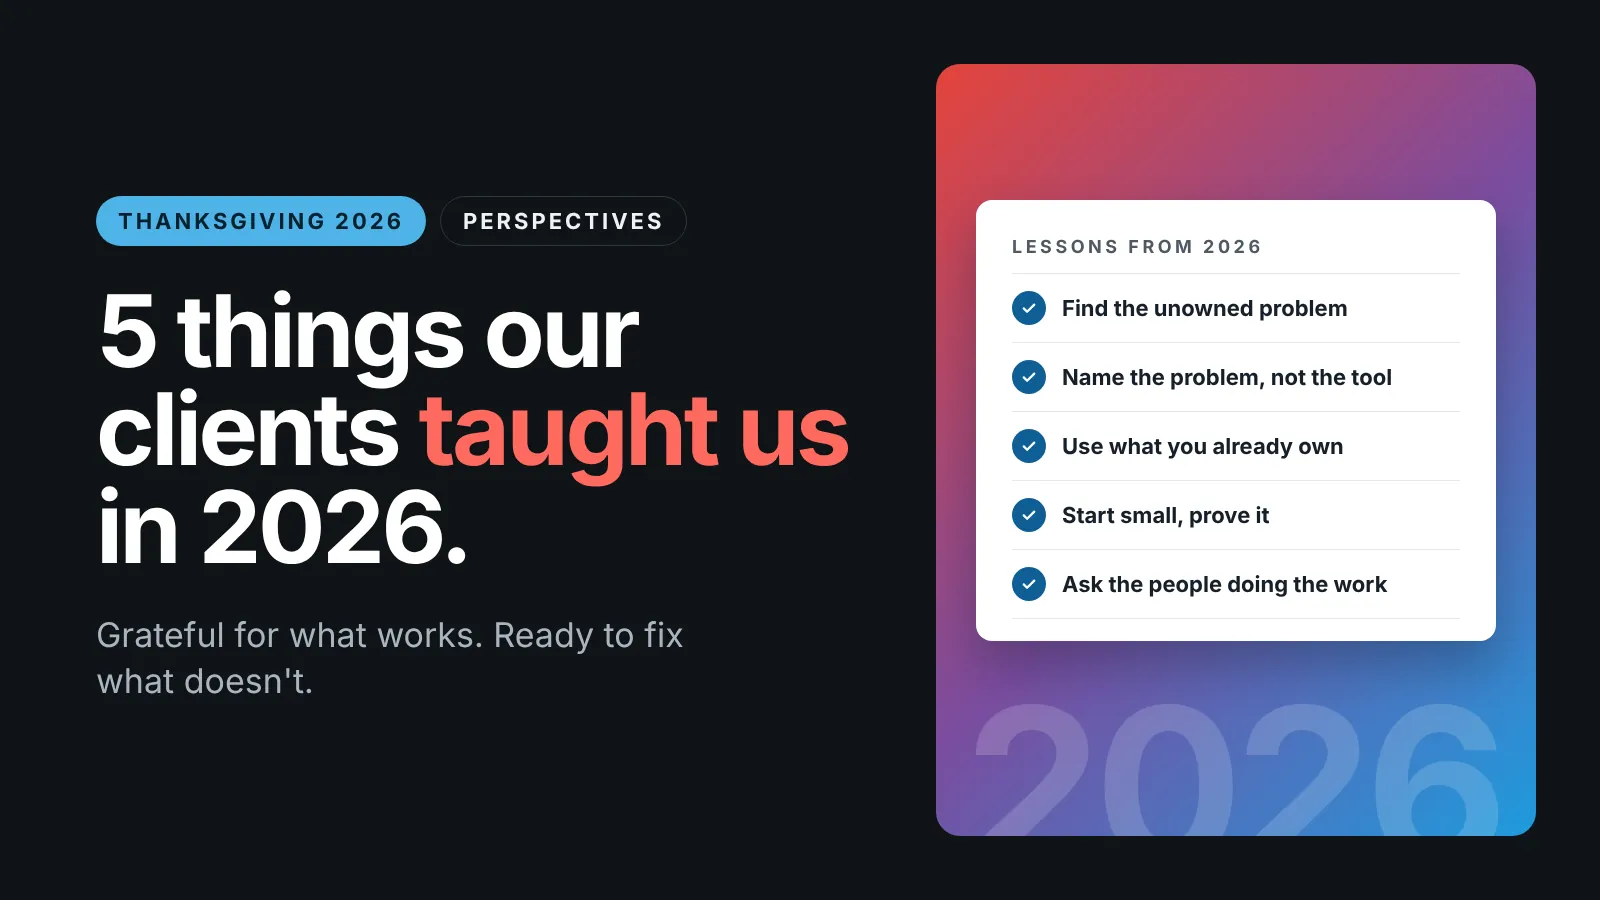 THANKSGIVING 2026
PERSPECTIVES
5 things our
clients taught us
in 2026.
Grateful for what works. Ready to fix
what doesn't.
LESSONS FROM 2026
Find the unowned problem
Name the problem, not the tool
Use what you already own
Start small, prove it
Ask the people doing the work
2026